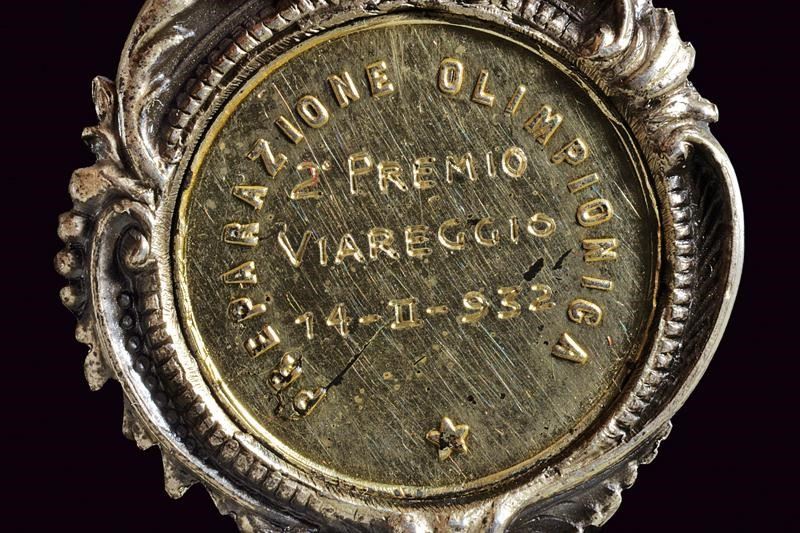 PREPARAZIONE OLIMPIONICA
2° PREMIO
VIAREGGIO
14-II-932